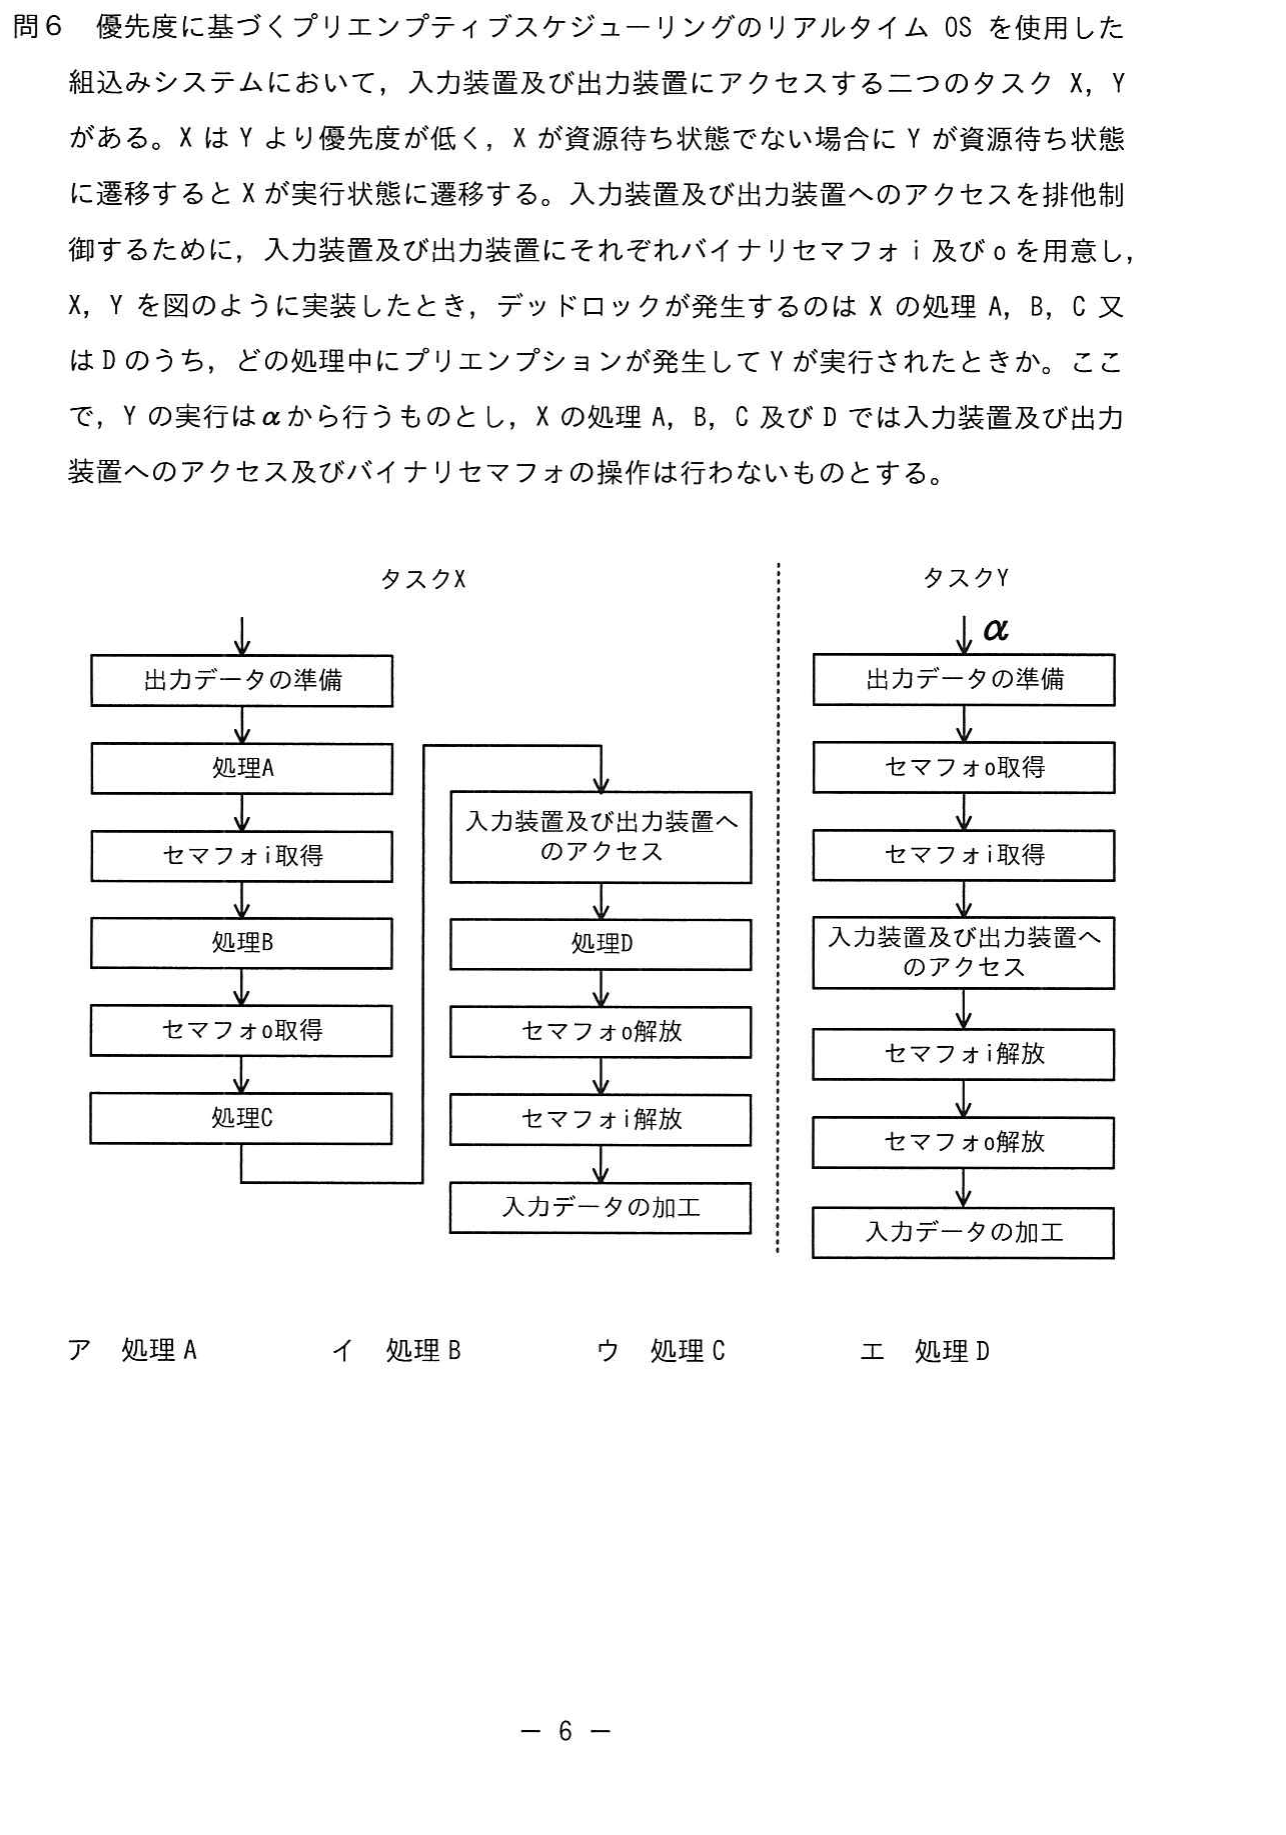 問６　優先度に基づくプリエンプティブスケジューリングのリアルタイム OS を使用した
組込みシステムにおいて，入力装置及び出力装置にアクセスする二つのタスク X，Y
がある。X は Y より優先度が低く，X が資源待ち状態でない場合に Y が資源待ち状態
に遷移すると X が実行状態に遷移する。入力装置及び出力装置へのアクセスを排他制
御するために，入力装置及び出力装置にそれぞれバイナリセマフォ i 及び o を用意し，
X，Y を図のように実装したとき，デッドロックが発生するのは X の処理 A，B，C 又
は D のうち，どの処理中にプリエンプションが発生して Y が実行されたときか。ここ
で，Y の実行は α から行うものとし，X の処理 A，B，C 及び D では入力装置及び出力
装置へのアクセス及びバイナリセマフォの操作は行わないものとする。
タスクX
出力データの準備
処理A
セマフォi取得
処理B
セマフォo取得
処理C
入力装置及び出力装置へ
のアクセス
処理D
セマフォo解放
セマフォi解放
入力データの加工
タスクY
α
出力データの準備
セマフォo取得
セマフォi取得
入力装置及び出力装置へ
のアクセス
セマフォi解放
セマフォo解放
入力データの加工
ア　処理 A　イ　処理 B　ウ　処理 C　エ　処理 D
－ 6 －